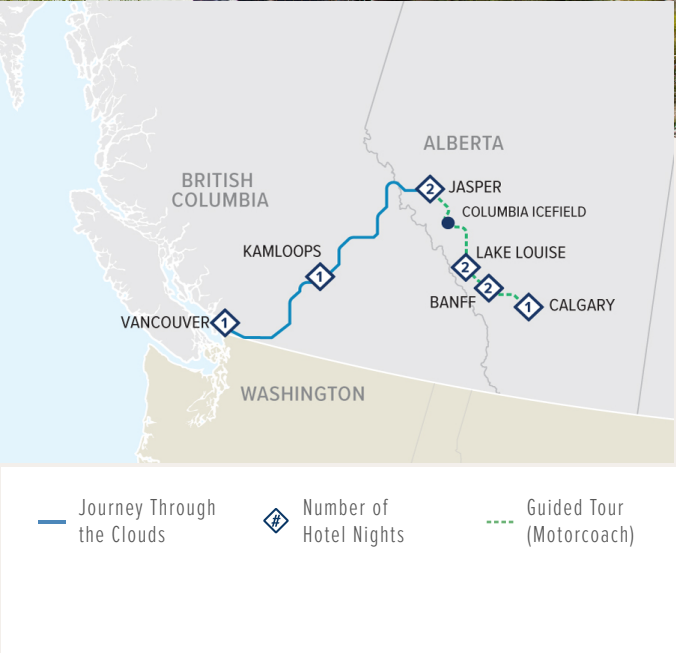 ALBERTA
BRITISH
COLUMBIA
2 JASPER
COLUMBIA ICEFIELD
KAMLOOPS
1
LAKE LOUISE
2
2
BANFF
1 CALGARY
VANCOUVER 1
WASHINGTON
Journey Through
the Clouds
# Number of
Hotel Nights
Guided Tour
(Motorcoach)